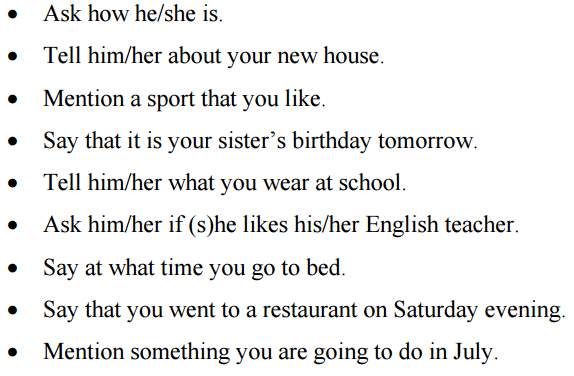 • Ask how he/she is.
• Tell him/her about your new house.
• Mention a sport that you like.
• Say that it is your sister’s birthday tomorrow.
• Tell him/her what you wear at school.
• Ask him/her if (s)he likes his/her English teacher.
• Say at what time you go to bed.
• Say that you went to a restaurant on Saturday evening.
• Mention something you are going to do in July.